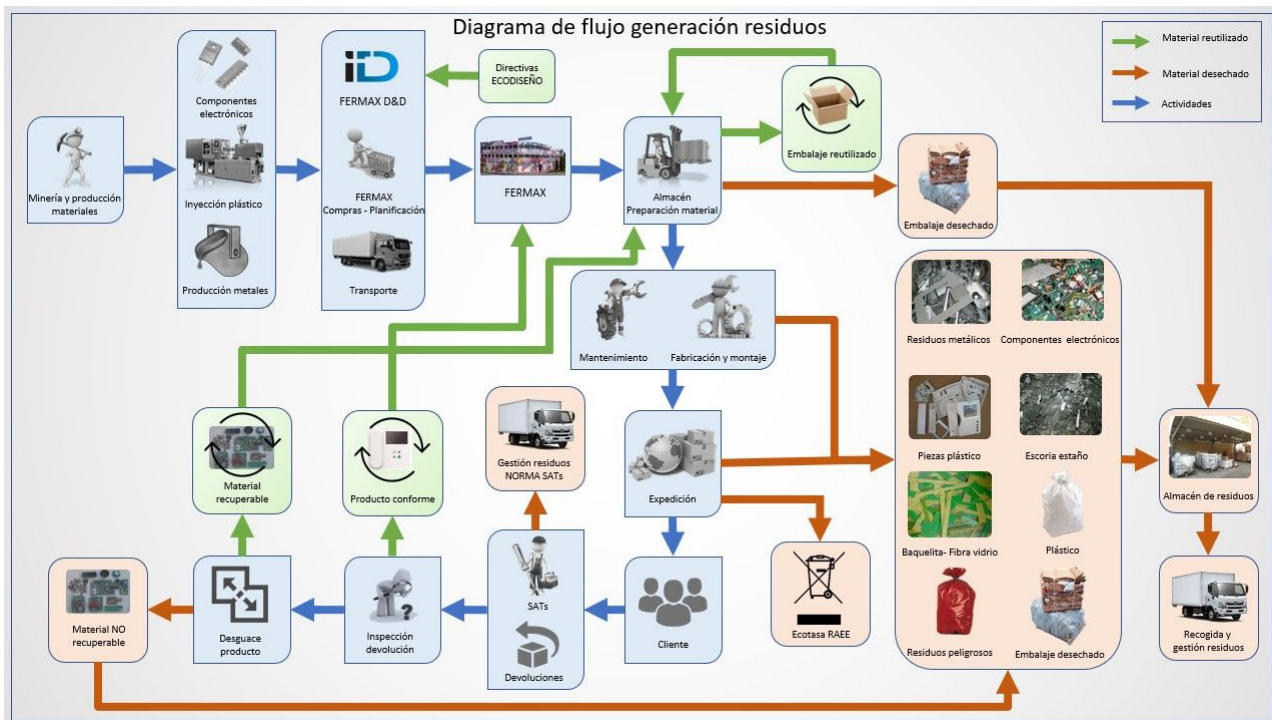 Diagrama de flujo generación residuos
Material reutilizado
Material desechado
Actividades
Minería y producción
materiales
Componentes
electrónicos
Inyección plástico
Producción metales
iD
FERMAX D&D
FERMAX
Compras - Planificación
Transporte
Directivas
ECODISEÑO
FERMAX
Almacén
Preparación material
Embalaje reutilizado
Embalaje desechado
Mantenimiento
Fabricación y montaje
Residuos metálicos
Componentes electrónicos
Piezas plástico
Escoria estaño
Baquelita- Fibra vidrio
Plástico
Residuos peligrosos
Embalaje desechado
Almacén de residuos
Recogida y
gestión residuos
Material
recuperable
Producto conforme
Gestión residuos
NORMA SATs
Expedición
Ecotasa RAEE
Material NO
recuperable
Desguace
producto
?
Inspección
devolución
SATs
Devoluciones
Cliente